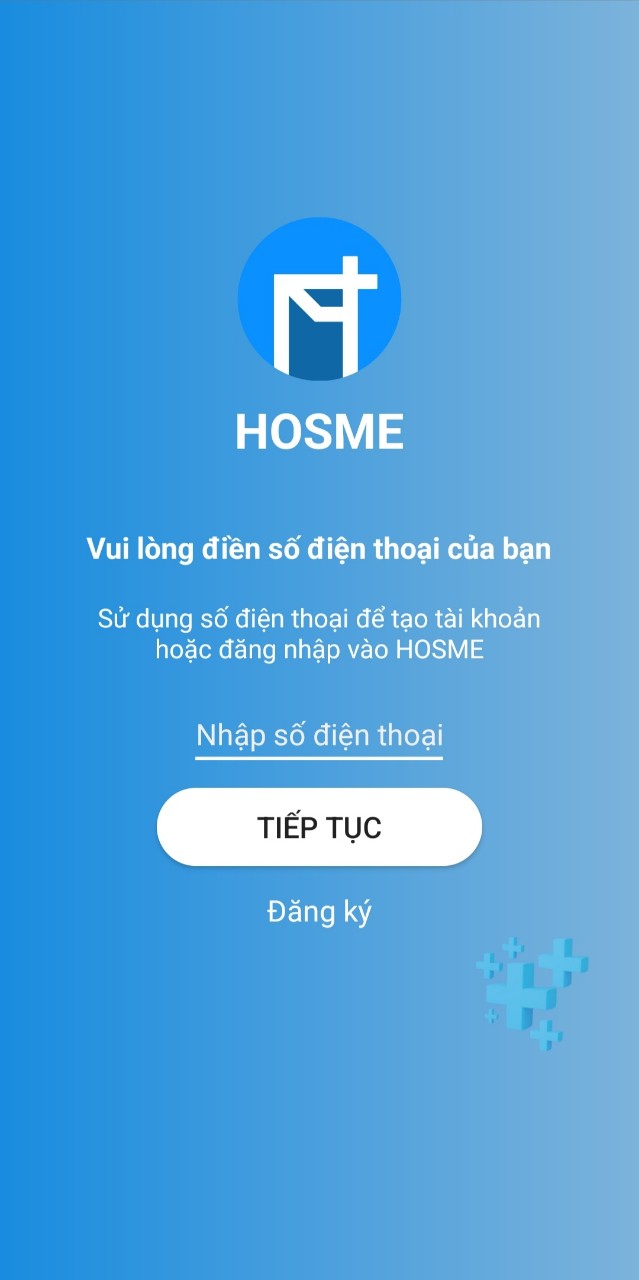 HOSME
Vui lòng điền số điện thoại của bạn
Sử dụng số điện thoại để tạo tài khoản
hoặc đăng nhập vào HOSME
Nhập số điện thoại
TIẾP TỤC
Đăng ký